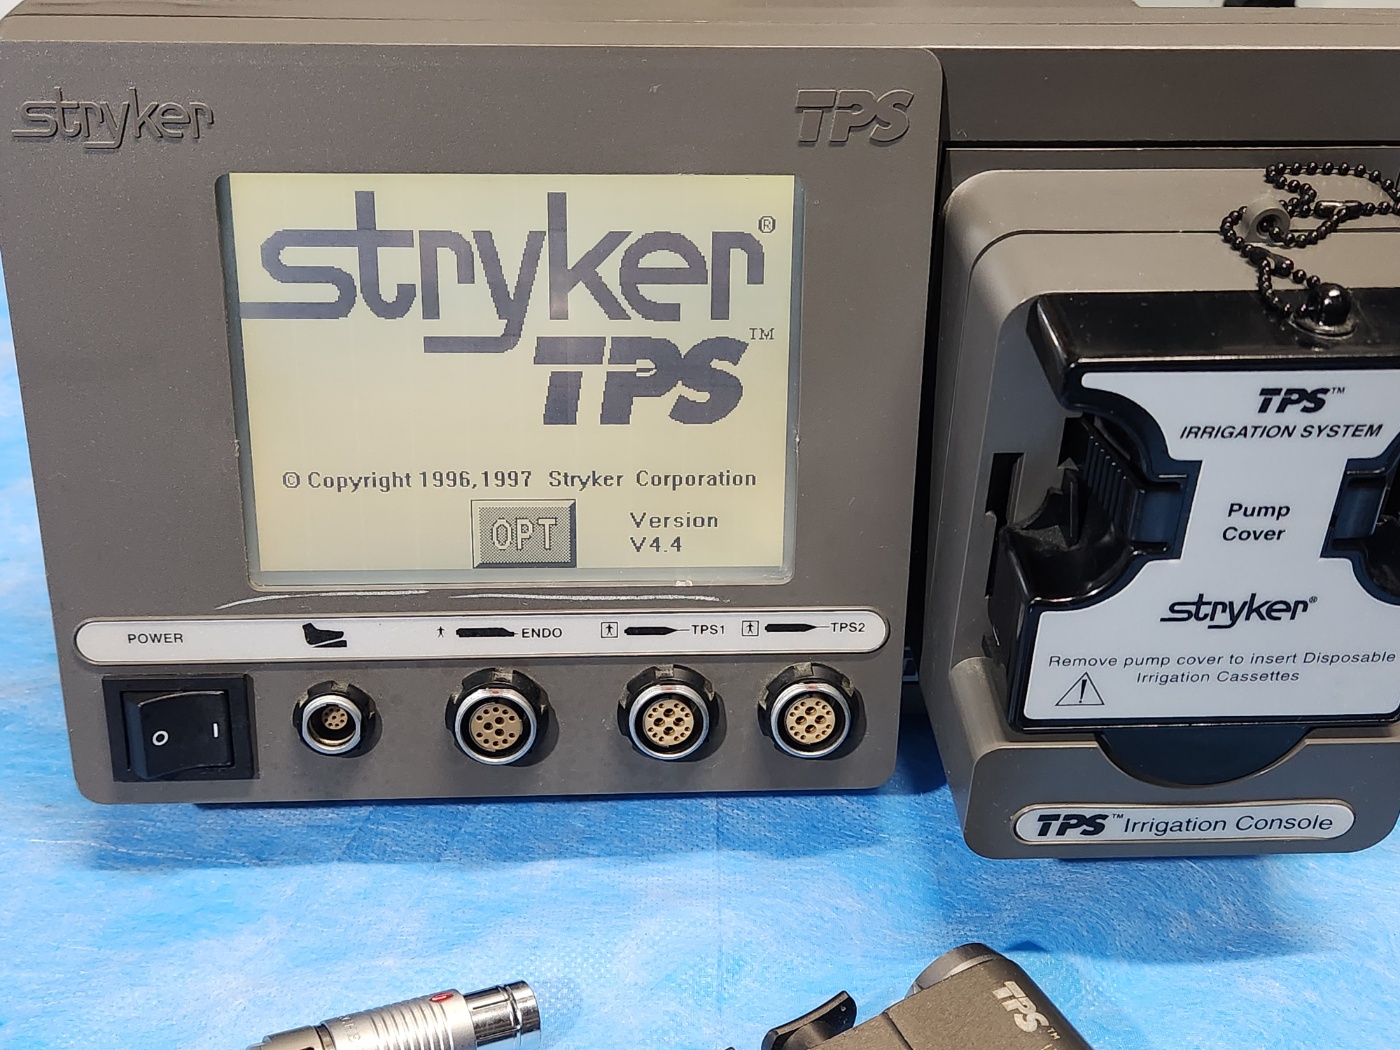 stryker
TPS
stryker®
TPS™
© Copyright 1996,1997 Stryker Corporation
OPT
Version
V4.4
POWER
ENDO
TPS1
TPS2
O I
TPS™
IRRIGATION SYSTEM
Pump
Cover
stryker®
Remove pump cover to insert Disposable
Irrigation Cassettes
TPS™ Irrigation Console
TPS™